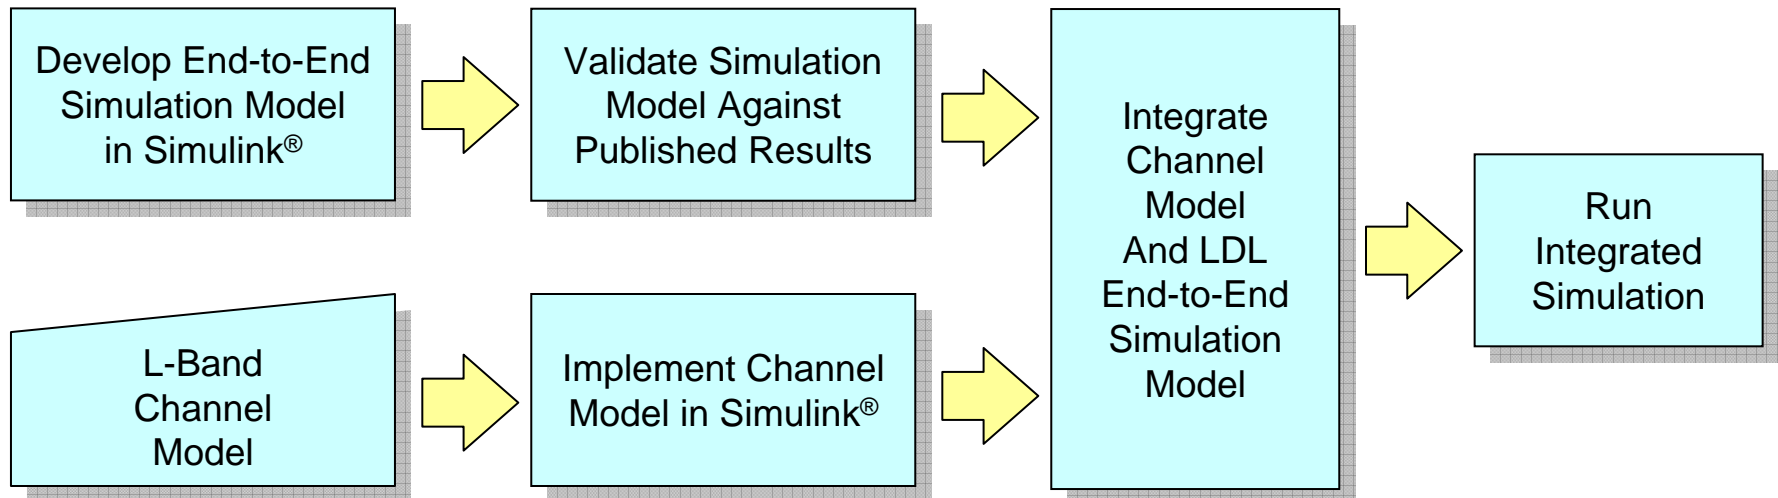 Develop End-to-End
Simulation Model
in Simulink®
Validate Simulation
Model Against
Published Results
Integrate
Channel
Model
And LDL
End-to-End
Simulation
Model
Run
Integrated
Simulation
L-Band
Channel
Model
Implement Channel
Model in Simulink®